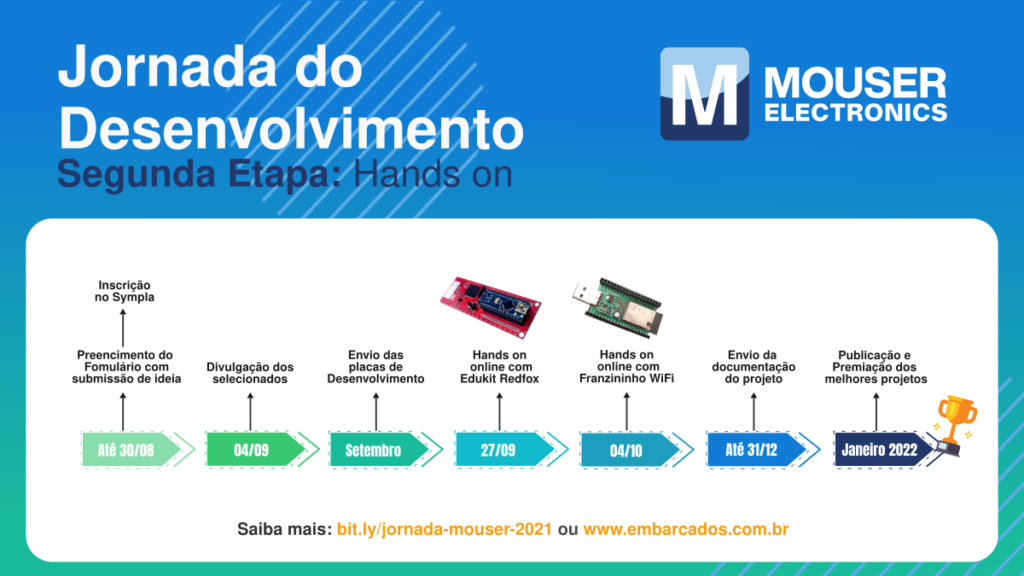 Jornada do
Desenvolvimento
Segunda Etapa: Hands on
M MOUSER
ELECTRONICS
Inscrição
no Sympla
Preencimento do
Fomulário com
submissão de ideia
Até 30/08
Divulgação dos
selecionados
04/09
Envio das
placas de
Desenvolvimento
Setembro
Hands on
online com
Edukit Redfox
27/09
Hands on
online com
Franzininho WiFi
04/10
Envio da
documentação
do projeto
Até 31/12
Publicação e
Premiação dos
melhores projetos
Janeiro 2022
Saiba mais: bit.ly/jornada-mouser-2021 ou www.embarcados.com.br